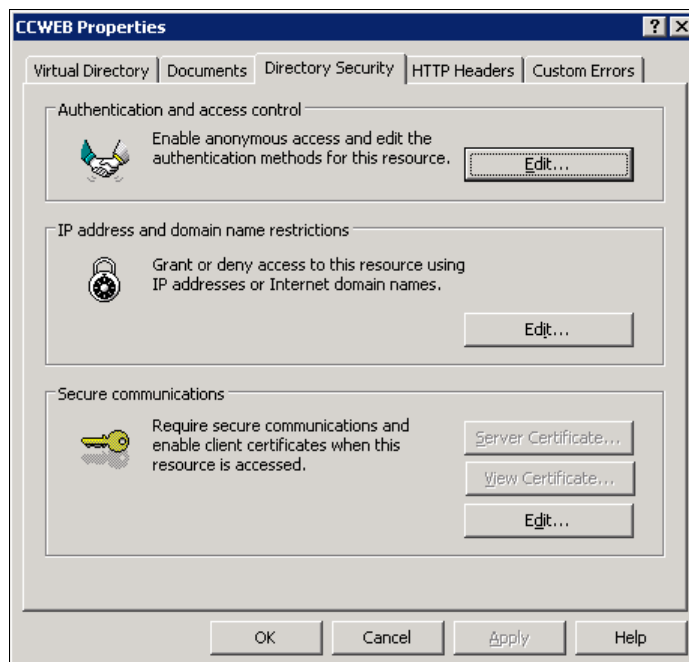 CCWEB Properties
Virtual Directory Documents Directory Security HTTP Headers Custom Errors
Authentication and access control
Enable anonymous access and edit the
authentication methods for this resource.
Edit...
IP address and domain name restrictions
Grant or deny access to this resource using
IP addresses or Internet domain names.
Edit...
Secure communications
Require secure communications and
enable client certificates when this
resource is accessed.
Server Certificate...
View Certificate...
Edit...
OK Cancel Apply Help